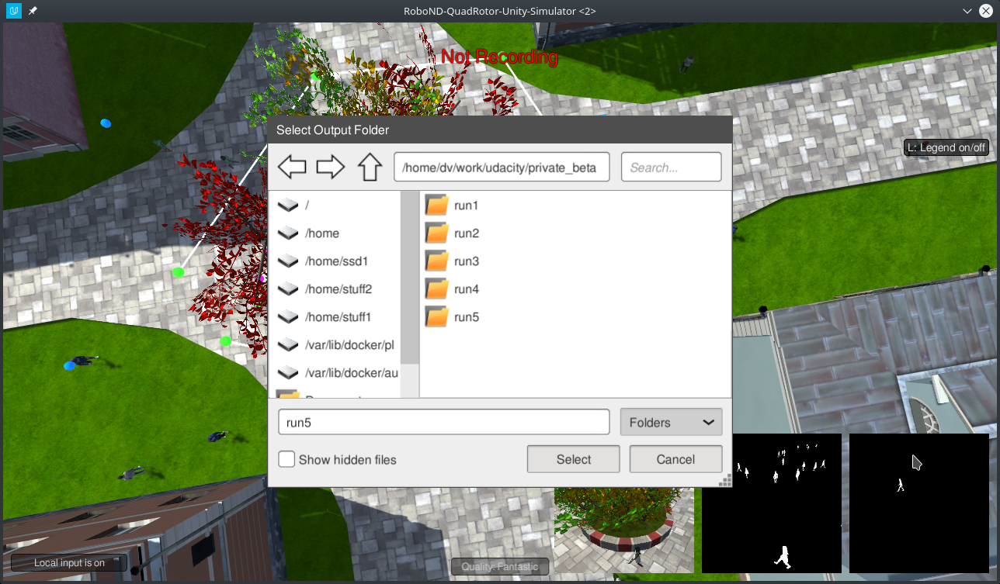 RoboND-QuadRotor-Unity-Simulator <2>
Not Recording
Select Output Folder
/home/dv/work/udacity/private_beta
Search...
L: Legend on/off
/
/home
/home/ssd1
/home/stuff2
/home/stuff1
/var/lib/docker/pl
/var/lib/docker/au
run1
run2
run3
run4
run5
run5
Folders
Show hidden files
Select
Cancel
Local input is on
Quality: Fantastic